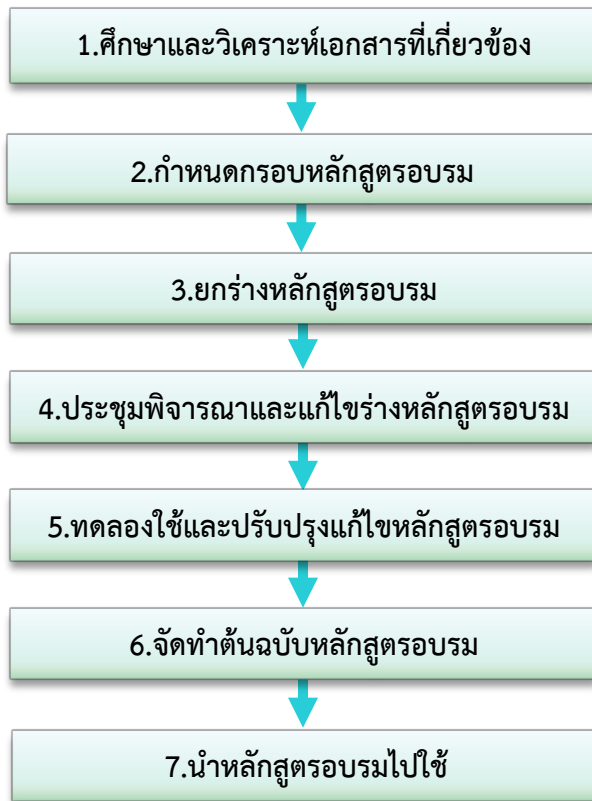 1.ศึกษาและวิเคราะห์เอกสารที่เกี่ยวข้อง
2.กำหนดกรอบหลักสูตรอบรม
3.ยกร่างหลักสูตรอบรม
4.ประชุมพิจารณาและแก้ไขร่างหลักสูตรอบรม
5.ทดลองใช้และปรับปรุงแก้ไขหลักสูตรอบรม
6.จัดทำต้นฉบับหลักสูตรอบรม
7.นำหลักสูตรอบรมไปใช้